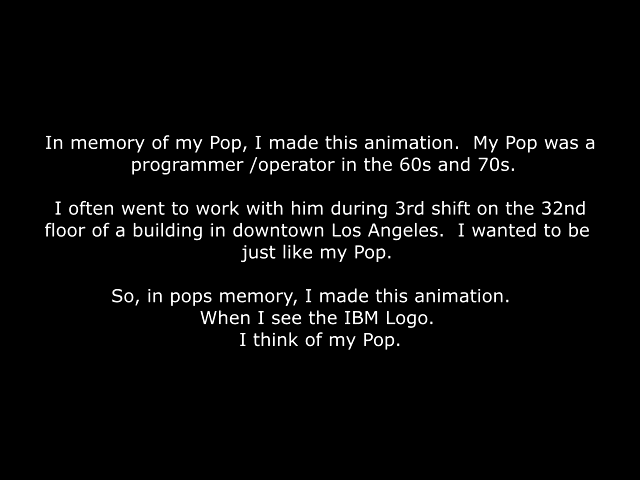 In memory of my Pop, I made this animation.  My Pop was a
programmer /operator in the 60s and 70s.
I often went to work with him during 3rd shift on the 32nd
floor of a building in downtown Los Angeles.  I wanted to be
just like my Pop.
So, in pops memory, I made this animation.
When I see the IBM Logo.
I think of my Pop.